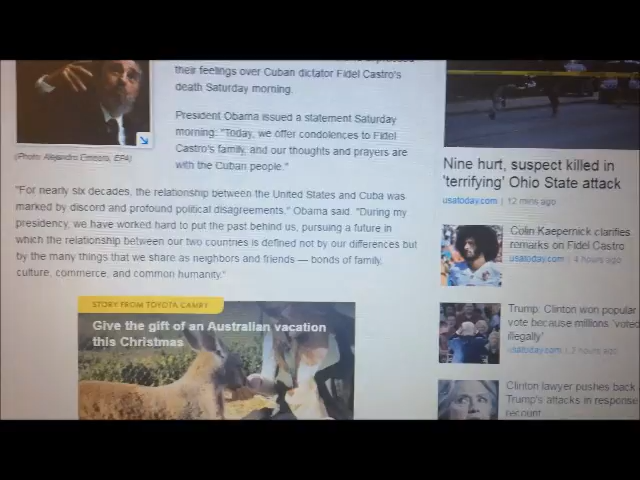 their feelings over Cuban dictator Fidel Castro's
death Saturday morning.
President Obama issued a statement Saturday
morning: "Today, we offer condolences to Fidel
Castro's family, and our thoughts and prayers are
with the Cuban people."
(Photo: Alejandro Ernesto, EPA)
"For nearly six decades, the relationship between the United States and Cuba was
marked by discord and profound political disagreements," Obama said. "During my
presidency, we have worked hard to put the past behind us, pursuing a future in
which the relationship between our two countries is defined not by our differences but
by the many things that we share as neighbors and friends — bonds of family,
culture, commerce, and common humanity."
STORY FROM TOYOTA CAMRY
Give the gift of an Australian vacation
this Christmas
Nine hurt, suspect killed in
'terrifying' Ohio State attack
usatoday.com | 12 mins ago
Colin Kaepernick clarifies
remarks on Fidel Castro
usatoday.com | 4 hours ago
Trump: Clinton won popular
vote because millions 'voted
illegally'
usatoday.com | 2 hours ago
Clinton lawyer pushes back
Trump's attacks in response
recount